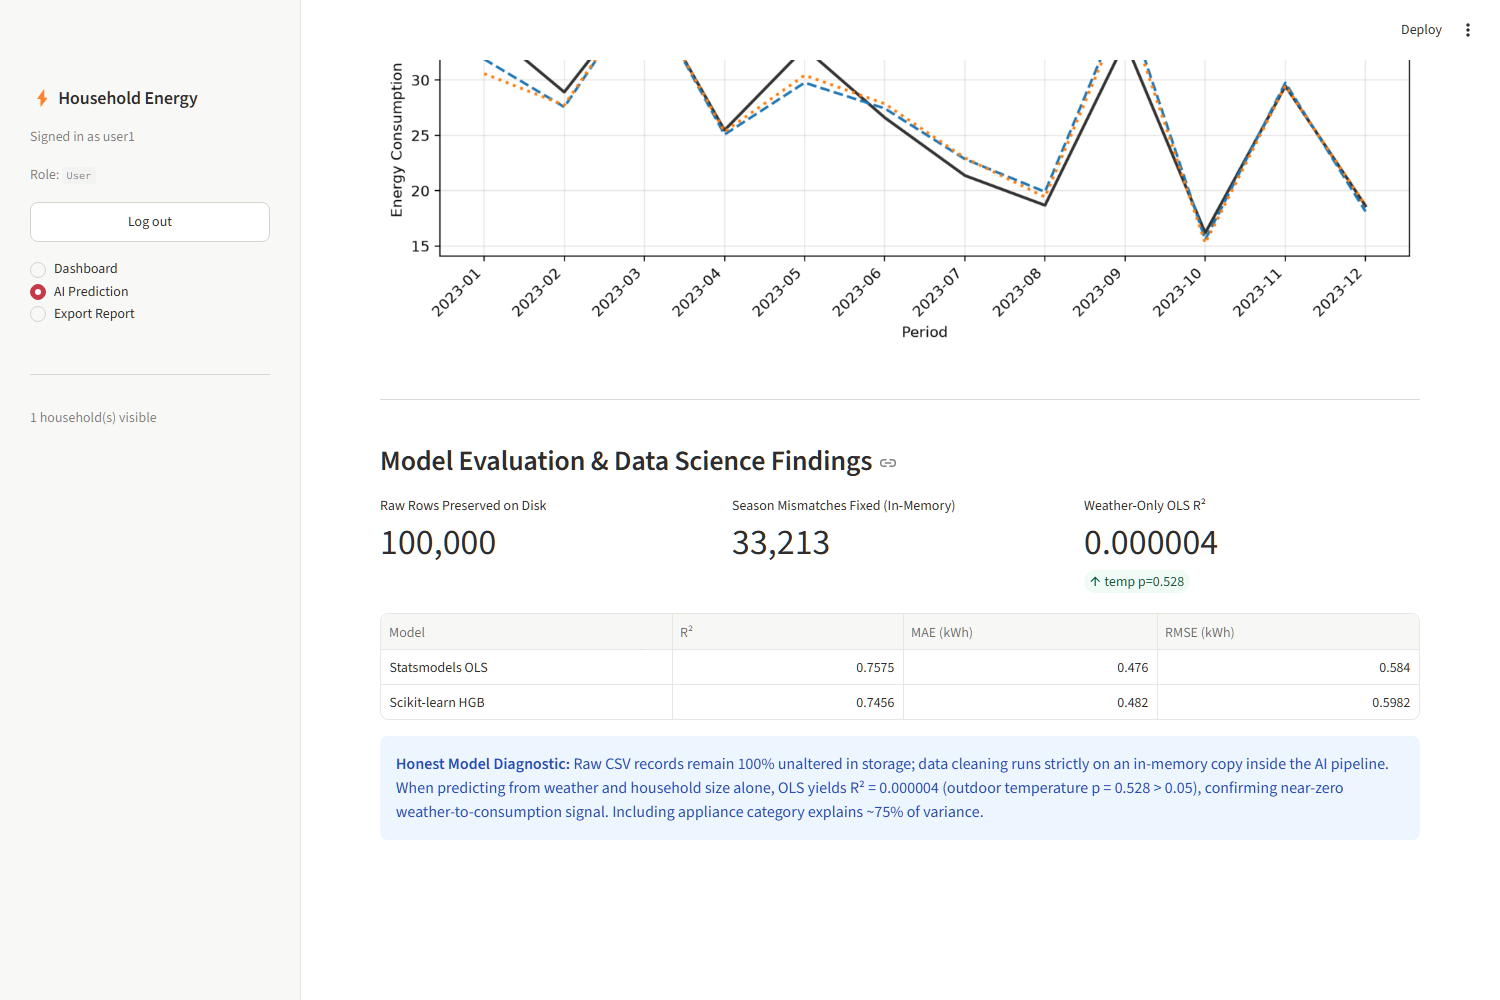 Deploy
Household Energy
Signed in as user1
Role: User
Log out
Dashboard
AI Prediction
Export Report
1 household(s) visible
Energy Consumption
30
25
20
15
2023-01 2023-02 2023-03 2023-04 2023-05 2023-06 2023-07 2023-08 2023-09 2023-10 2023-11 2023-12
Period
Model Evaluation & Data Science Findings
Raw Rows Preserved on Disk
100,000
Season Mismatches Fixed (In-Memory)
33,213
Weather-Only OLS R²
0.000004
↑ temp p=0.528
Model R² MAE (kWh) RMSE (kWh)
Statsmodels OLS 0.7575 0.476 0.584
Scikit-learn HGB 0.7456 0.482 0.5982
Honest Model Diagnostic: Raw CSV records remain 100% unaltered in storage; data cleaning runs strictly on an in-memory copy inside the AI pipeline.
When predicting from weather and household size alone, OLS yields R² = 0.000004 (outdoor temperature p = 0.528 > 0.05), confirming near-zero
weather-to-consumption signal. Including appliance category explains ~75% of variance.